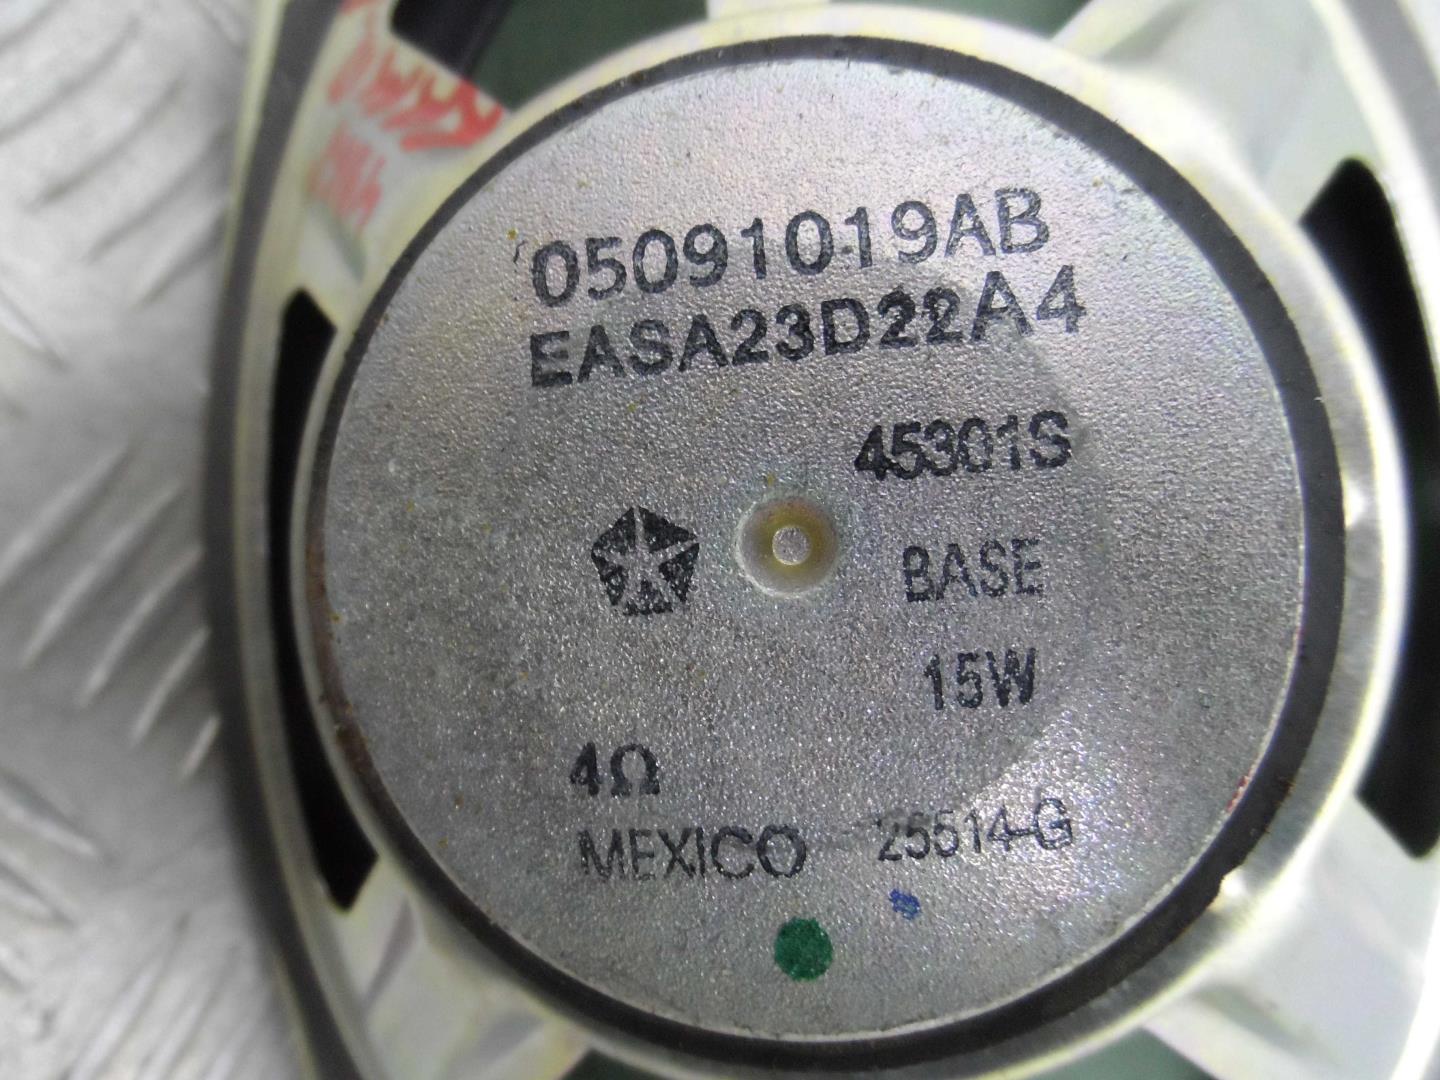 05091019AB
EASA23D22A4
45301S
BASE
15W
4Ω
MEXICO 25514-G